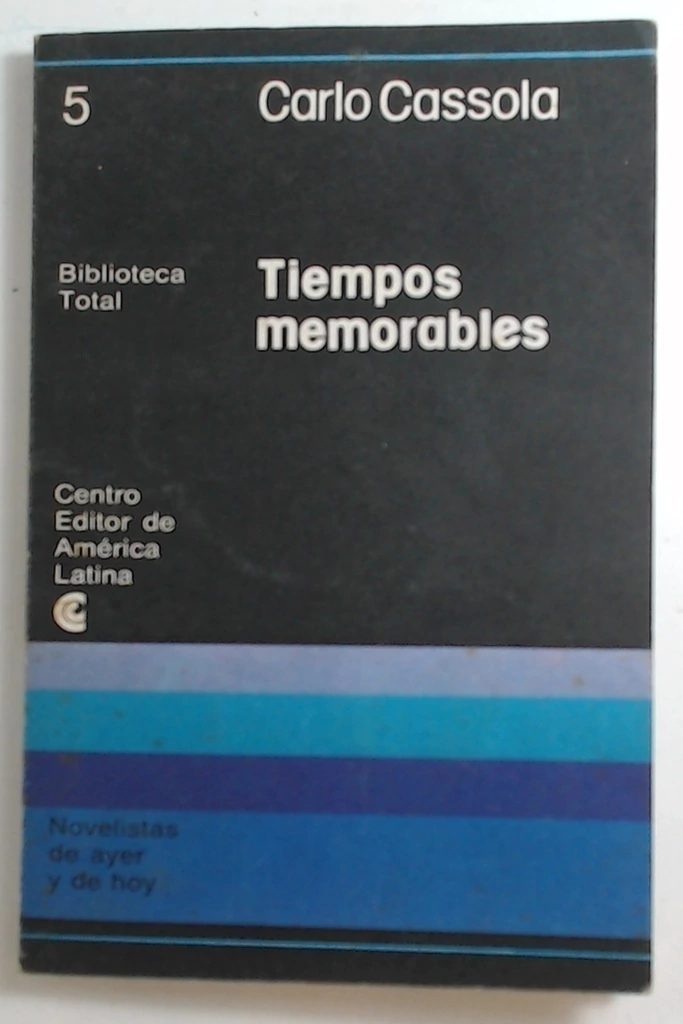 5
Carlo Cassola
Biblioteca
Total
Tiempos
memorables
Centro
Editor de
América
Latina
Novelistas
de ayer
y de hoy